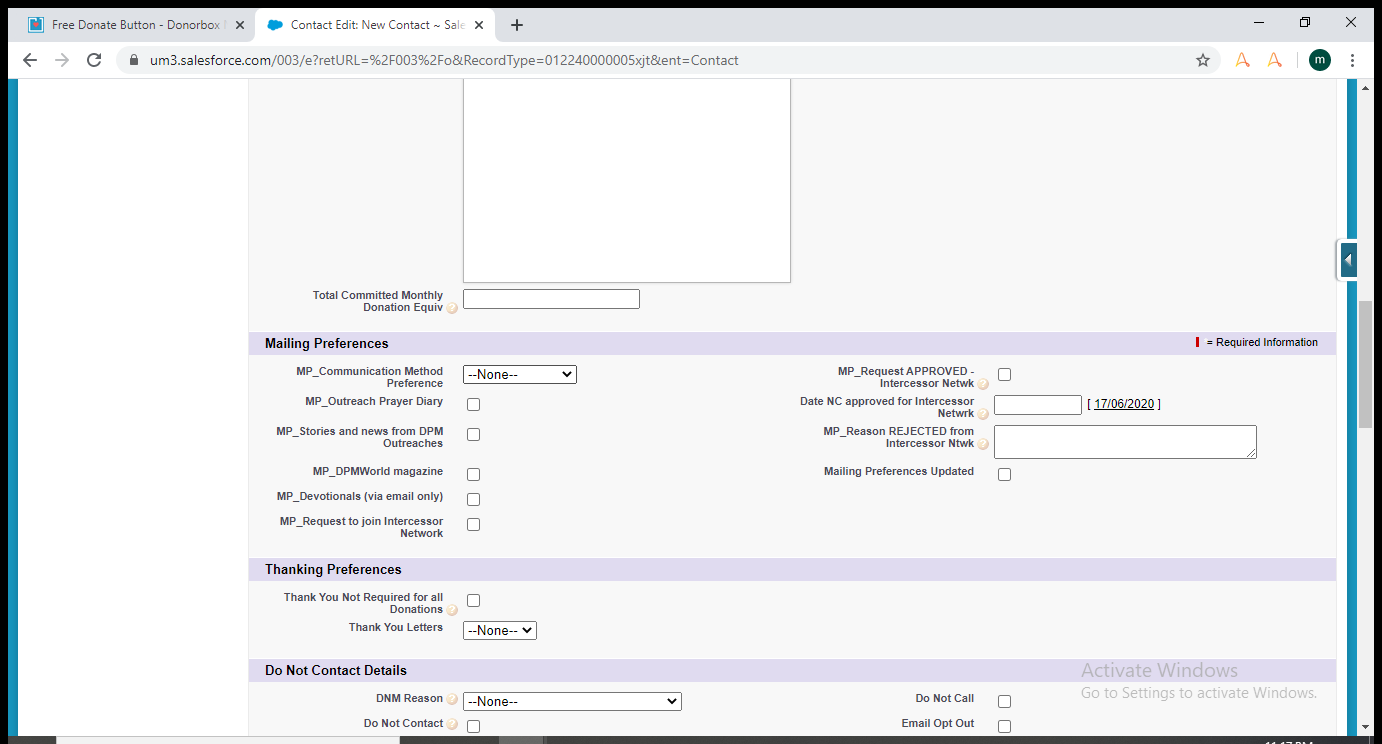 Free Donate Button - Donorbox
Contact Edit: New Contact ~ Sale
um3.salesforce.com/003/e?retURL=%2F003%2Fo&RecordType=012240000005xjt&ent=Contact
m
Total Committed Monthly
Donation Equiv ?
Mailing Preferences
= Required Information
MP_Communication Method
Preference
--None--
MP_Request APPROVED -
Intercessor Netwk ?
MP_Outreach Prayer Diary
Date NC approved for Intercessor
Netwrk ?
[ 17/06/2020 ]
MP_Stories and news from DPM
Outreaches
MP_Reason REJECTED from
Intercessor Ntwk ?
MP_DPMWorld magazine
Mailing Preferences Updated
MP_Devotionals (via email only)
MP_Request to join Intercessor
Network
Thanking Preferences
Thank You Not Required for all
Donations ?
Thank You Letters
--None--
Do Not Contact Details
Activate Windows
Go to Settings to activate Windows.
DNM Reason ?
--None--
Do Not Call
Do Not Contact ?
Email Opt Out